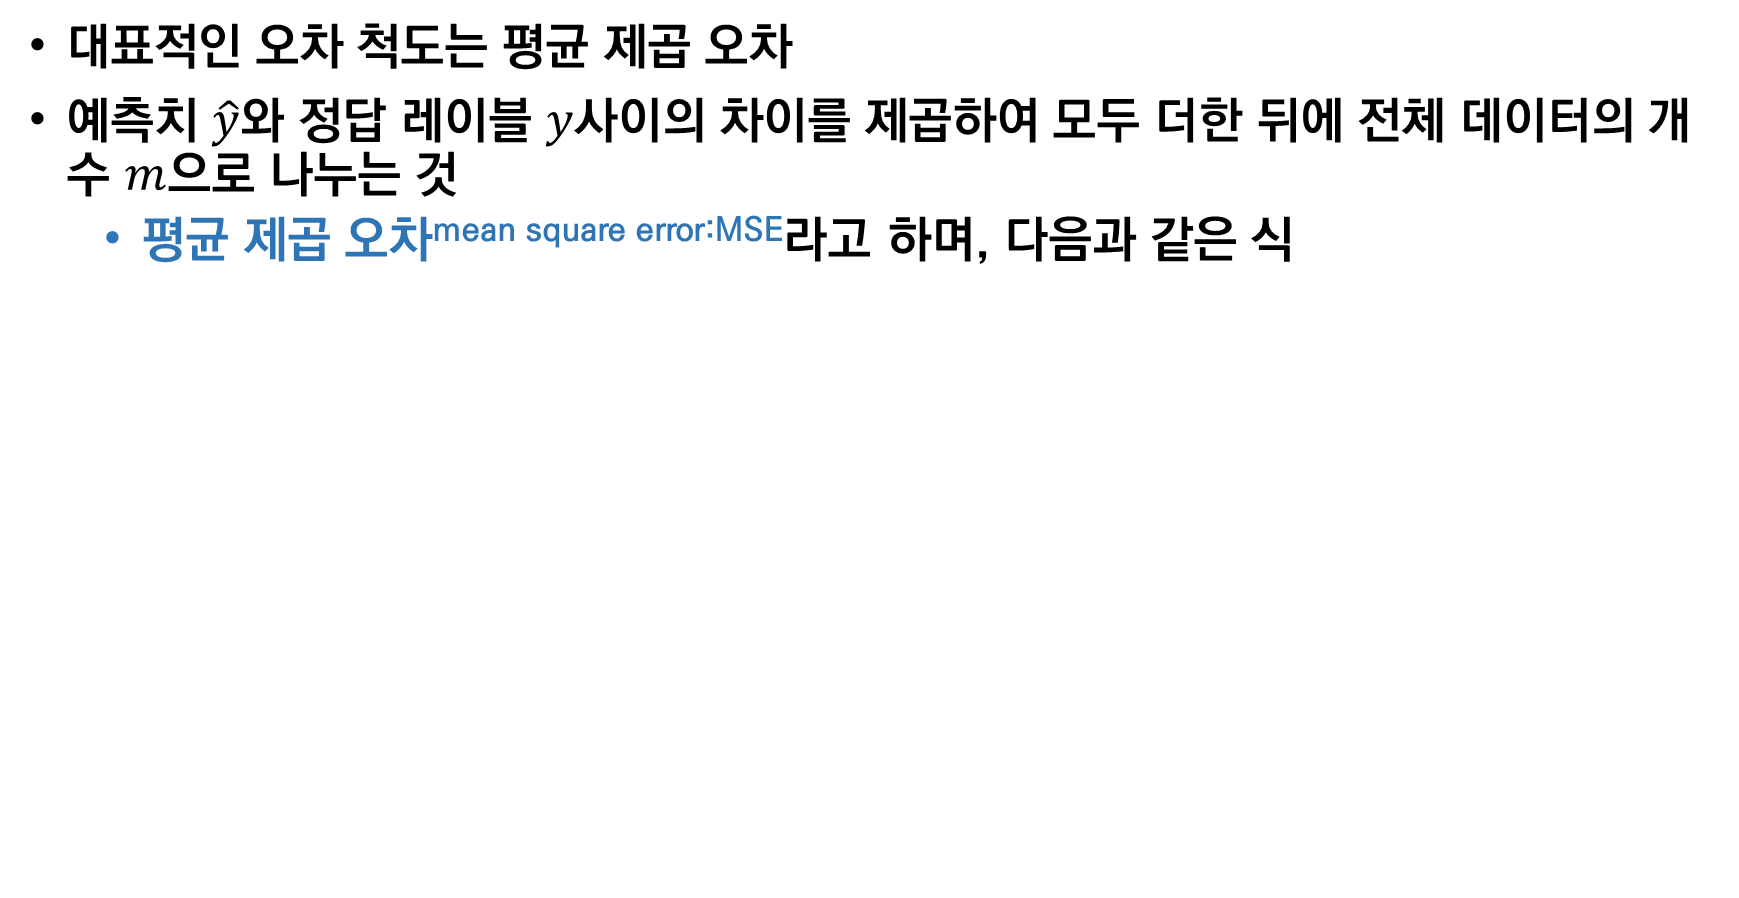 • 대표적인 오차 척도는 평균 제곱 오차
• 예측치 ŷ와 정답 레이블 y사이의 차이를 제곱하여 모두 더한 뒤에 전체 데이터의 개
수 m으로 나누는 것
• 평균 제곱 오차mean square error:MSE라고 하며, 다음과 같은 식